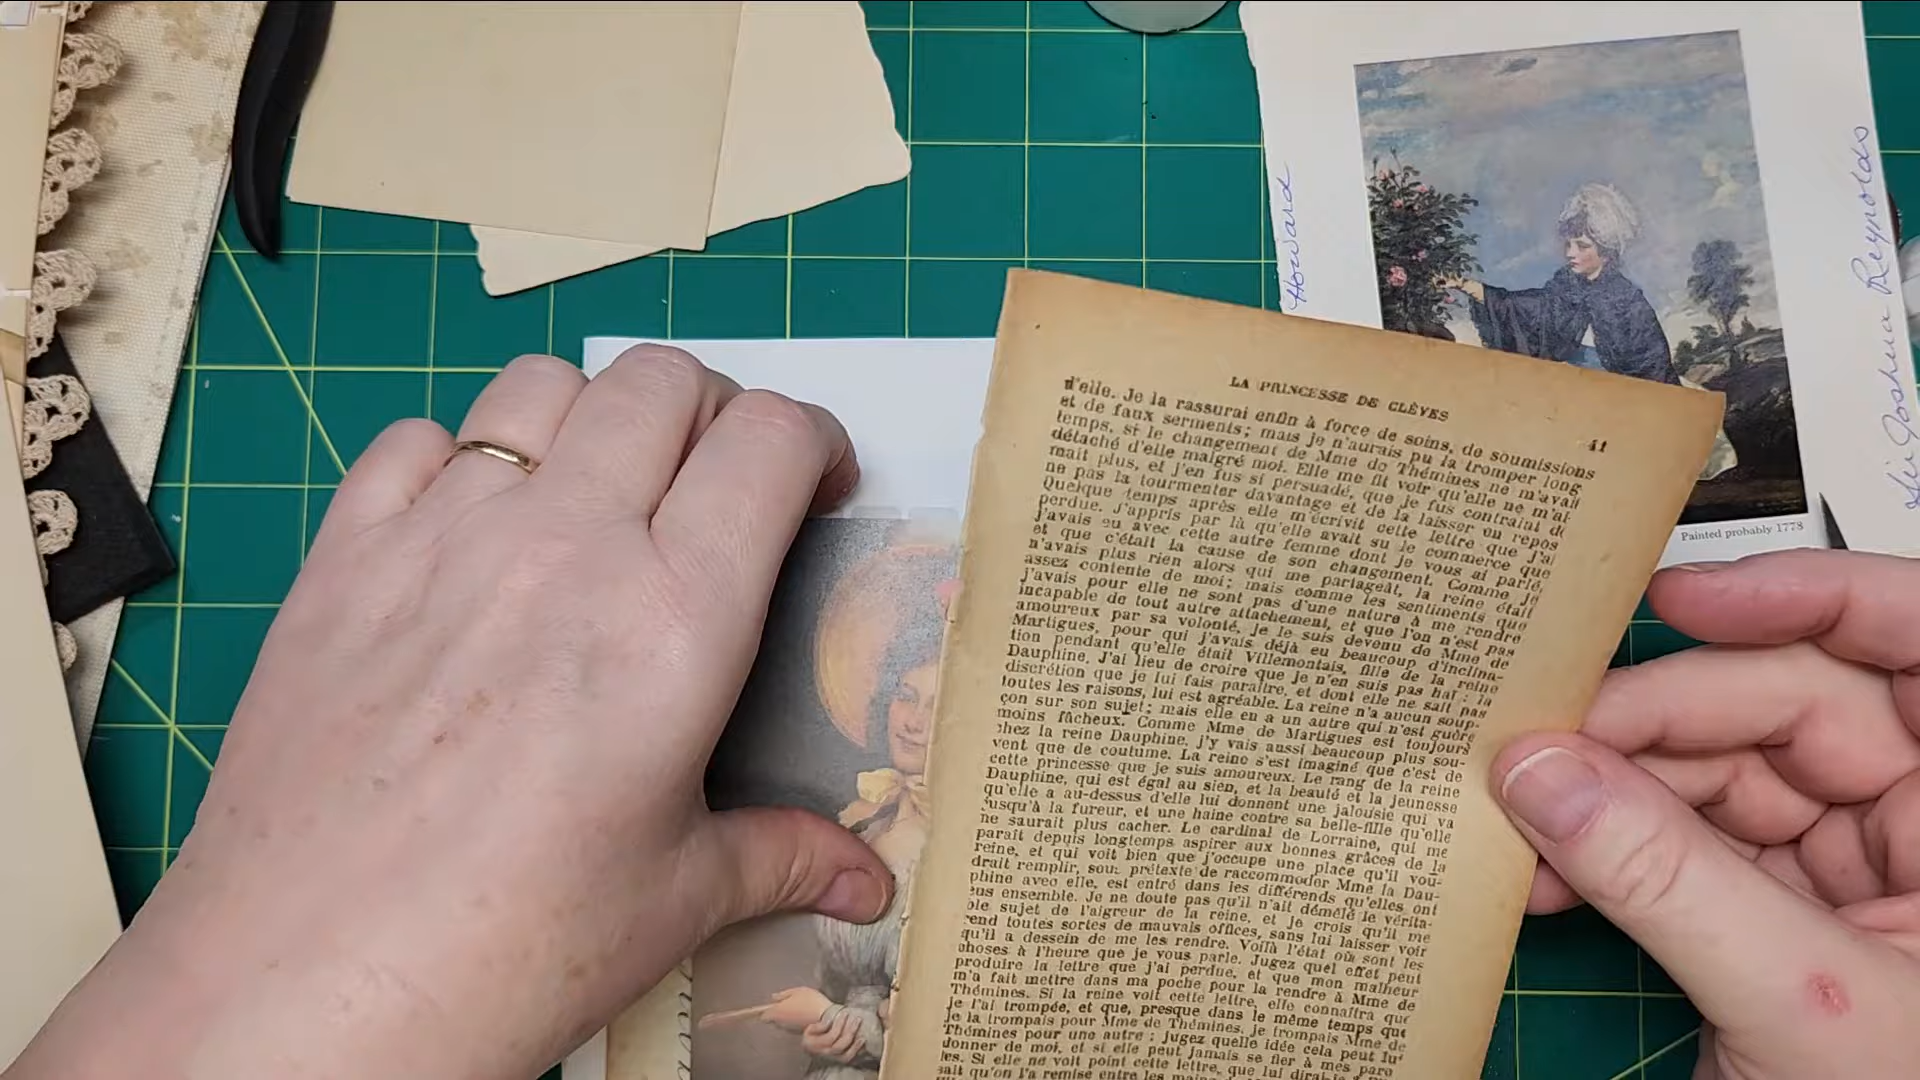 Howard
Sir Joshua Reynolds
Painted probably 1778
LA PRINCESSE DE CLÈVES
41
d'elle. Je la rassurai enfin à force de soins, de soumissions
et de faux serments; mais je n'aurais pu la tromper long
temps, si le changement de Mme de Thémines ne m'avait
détaché d'elle malgré moi. Elle me fit voir qu'elle ne m'ai-
mait plus, et j'en fus si persuadé, que je fus contraint de
ne pas la tourmenter davantage et de la laisser en repos
Quelque temps après elle m'écrivit cette lettre que j'ai
perdue. J'appris par là qu'elle avait su le commerce que
j'avais eu avec cette autre femme dont je vous ai parlé,
et que c'était la cause de son changement. Comme je
n'avais plus rien alors qui me partageât, la reine était
assez contente de moi; mais comme les sentiments que
j'avais pour elle ne sont pas d'une nature à me rendre
incapable de tout autre attachement, et que l'on n'est pas
amoureux par sa volonté, je le suis devenu de Mme de
Martigues, pour qui j'avais déjà eu beaucoup d'inclina-
tion pendant qu'elle était Villemontais, fille de la reine
Dauphine. J'ai lieu de croire que je n'en suis pas haï : la
discrétion que je lui fais paraître, et dont elle ne sait pas
toutes les raisons, lui est agréable. La reine n'a aucun soup-
çon sur son sujet; mais elle en a un autre qui n'est guère
moins fâcheux. Comme Mme de Martigues est toujours
chez la reine Dauphine, j'y vais aussi beaucoup plus sou-
vent que de coutume. La reine s'est imaginé que c'est de
cette princesse que je suis amoureux. Le rang de la reine
Dauphine, qui est égal au sien, et la beauté et la jeunesse
qu'elle a au-dessus d'elle lui donnent une jalousie qui va
jusqu'à la fureur, et une haine contre sa belle-fille qu'elle
ne saurait plus cacher. Le cardinal de Lorraine, qui me
paraît depuis longtemps aspirer aux bonnes grâces de la
reine, et qui voit bien que j'occupe une place qu'il vou-
drait remplir, sous prétexte de raccommoder Mme la Dau-
phine avec elle, est entré dans les différends qu'elles ont
eus ensemble. Je ne doute pas qu'il n'ait démêlé le vérita-
ble sujet de l'aigreur de la reine, et je crois qu'il me
rend toutes sortes de mauvais offices, sans lui laisser voir
qu'il a dessein de me les rendre. Voilà l'état où sont les
choses à l'heure que je vous parle. Jugez quel effet peut
produire la lettre que j'ai perdue, et que mon malheur
m'a fait mettre dans ma poche pour la rendre à Mme de
Thémines. Si la reine voit cette lettre, elle connaîtra que
je l'ai trompée, et que, presque dans le même temps que
je la trompais pour Mme de Thémines, je trompais Mme de
Thémines pour une autre : jugez quelle idée cela peut lui
donner de moi, et si elle peut jamais se fier à mes paro
les. Si elle ne voit point cette lettre, que lui dirai-je
sait qu'on l'a remise entre les mains